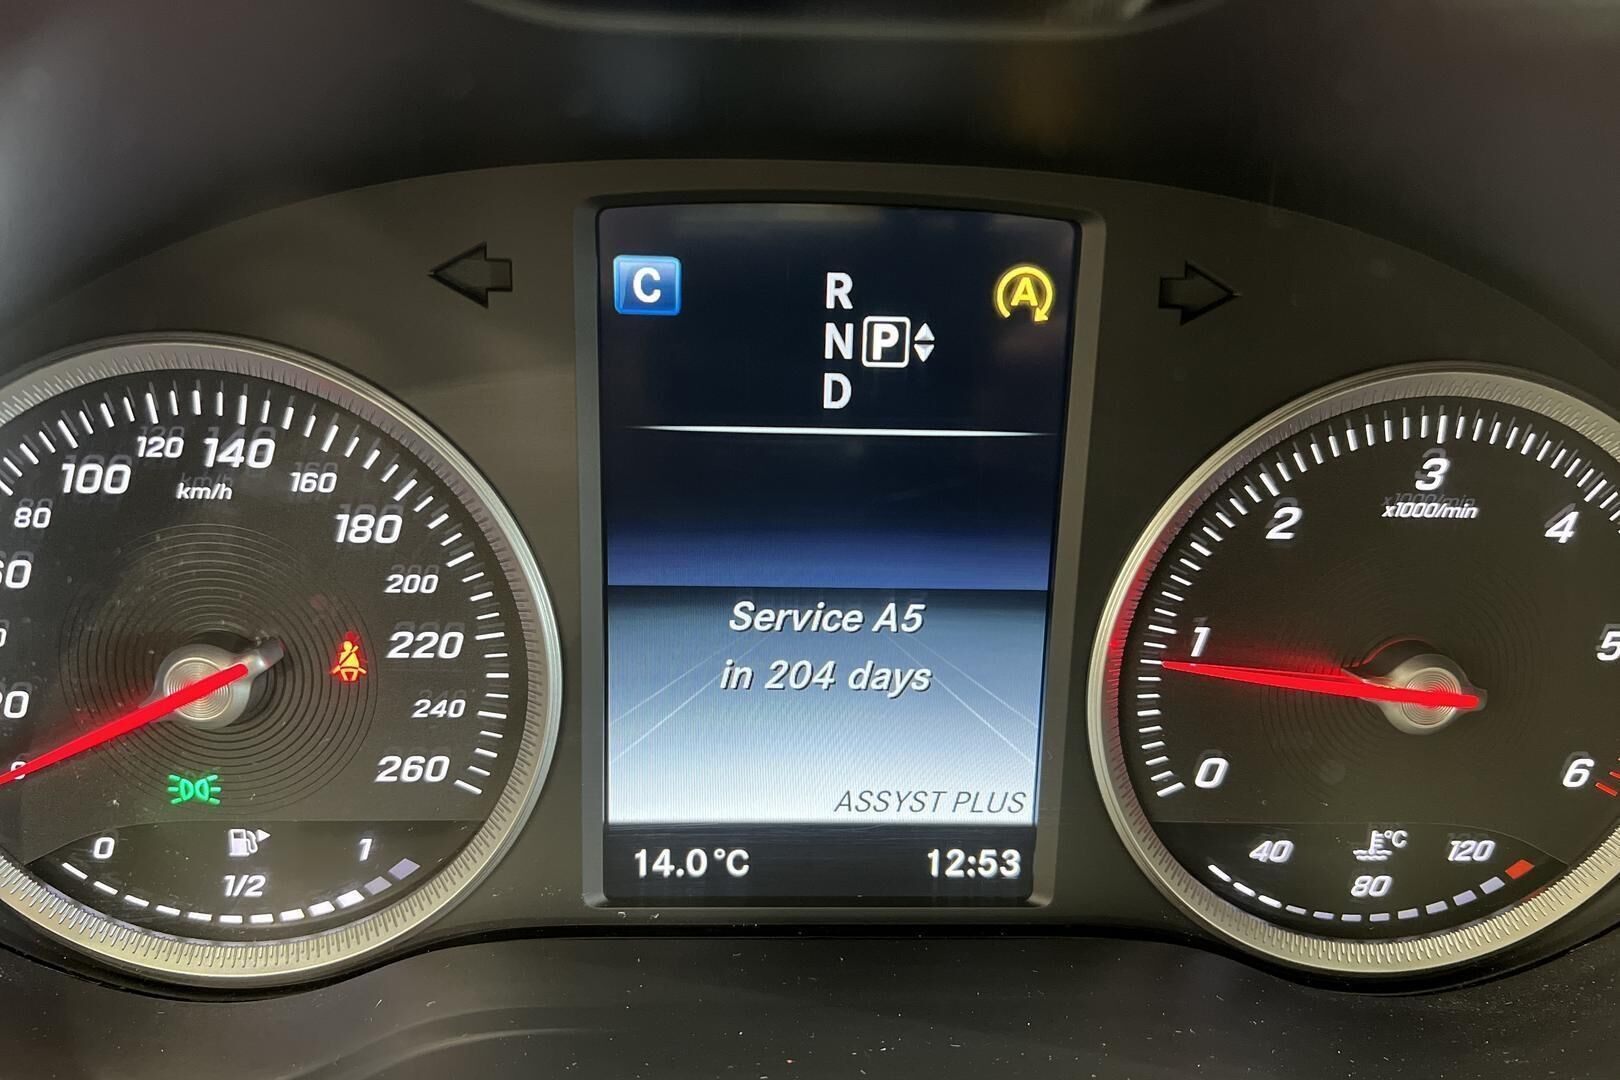 C
R
N P
D
A
100
120
140
160
km/h
80
180
200
220
240
260
0
1/2
1
Service A5
in 204 days
ASSYST PLUS
14.0°C
12:53
0
1
2
3
x1000/min
4
5
6
40
°C
120
80